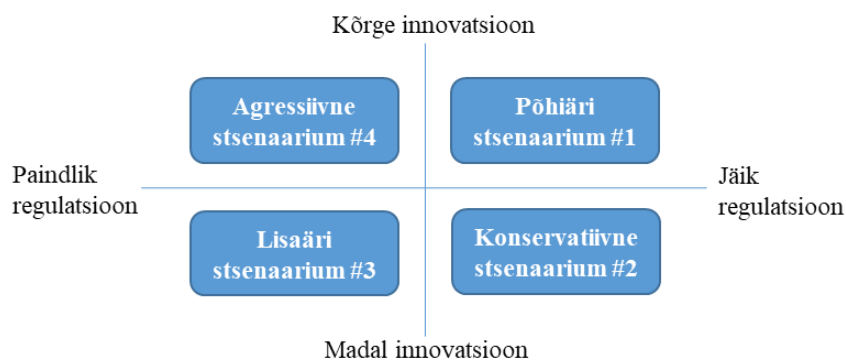 Kõrge innovatsioon
Agressiivne
stsenaarium #4
Põhiäri
stsenaarium #1
Paindlik
regulatsioon
Jäik
regulatsioon
Lisaäri
stsenaarium #3
Konservatiivne
stsenaarium #2
Madal innovatsioon